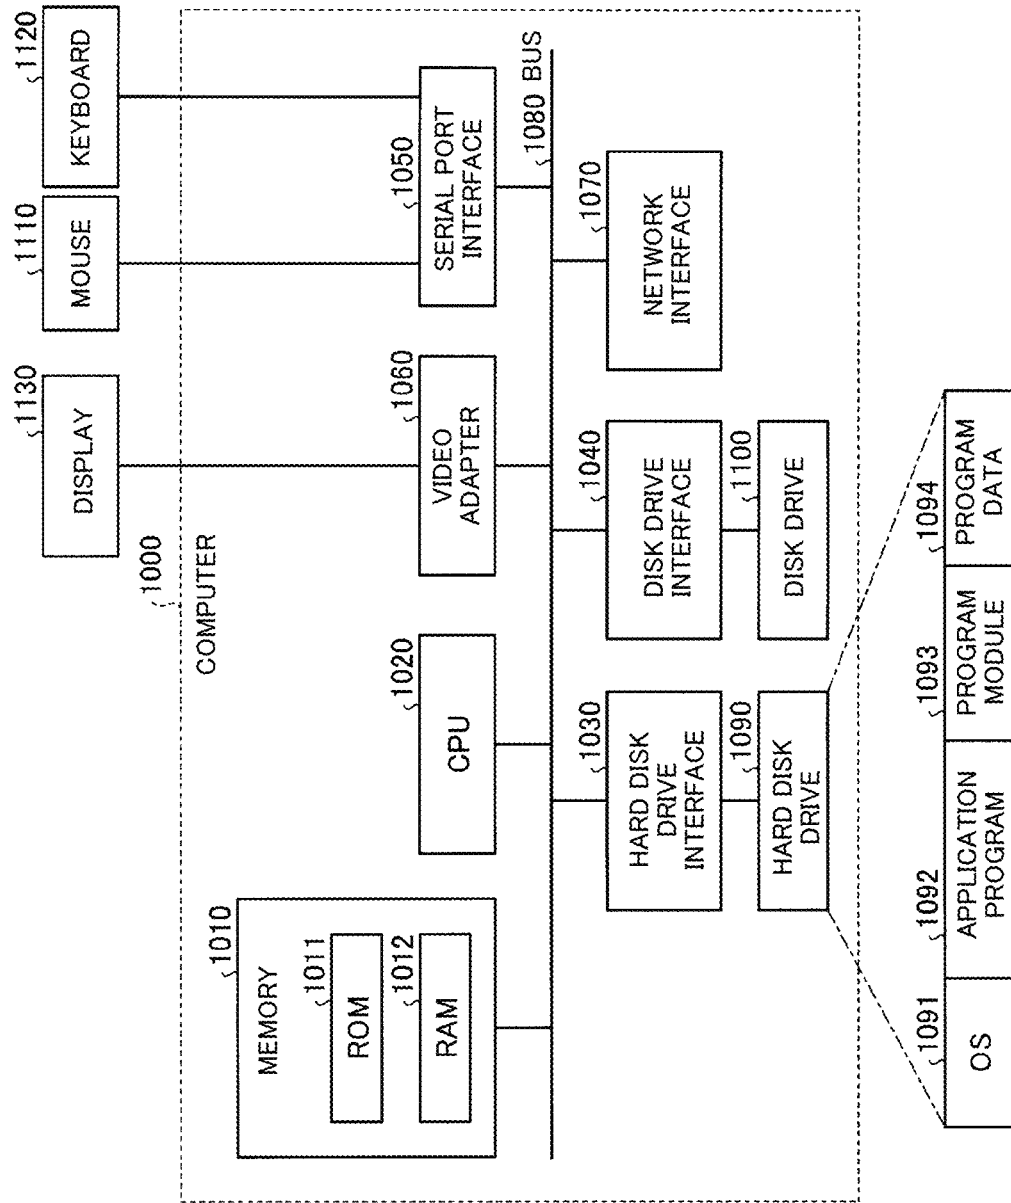 1000
COMPUTER
1010
MEMORY
1011
ROM
1012
RAM
1020
CPU
1130
DISPLAY
1110
MOUSE
1120
KEYBOARD
1060
VIDEO
ADAPTER
1050
SERIAL PORT
INTERFACE
1080 BUS
1030
HARD DISK
DRIVE
INTERFACE
1040
DISK DRIVE
INTERFACE
1070
NETWORK
INTERFACE
1090
HARD DISK
DRIVE
1100
DISK DRIVE
1091
OS
1092
APPLICATION
PROGRAM
1093
PROGRAM
MODULE
1094
PROGRAM
DATA